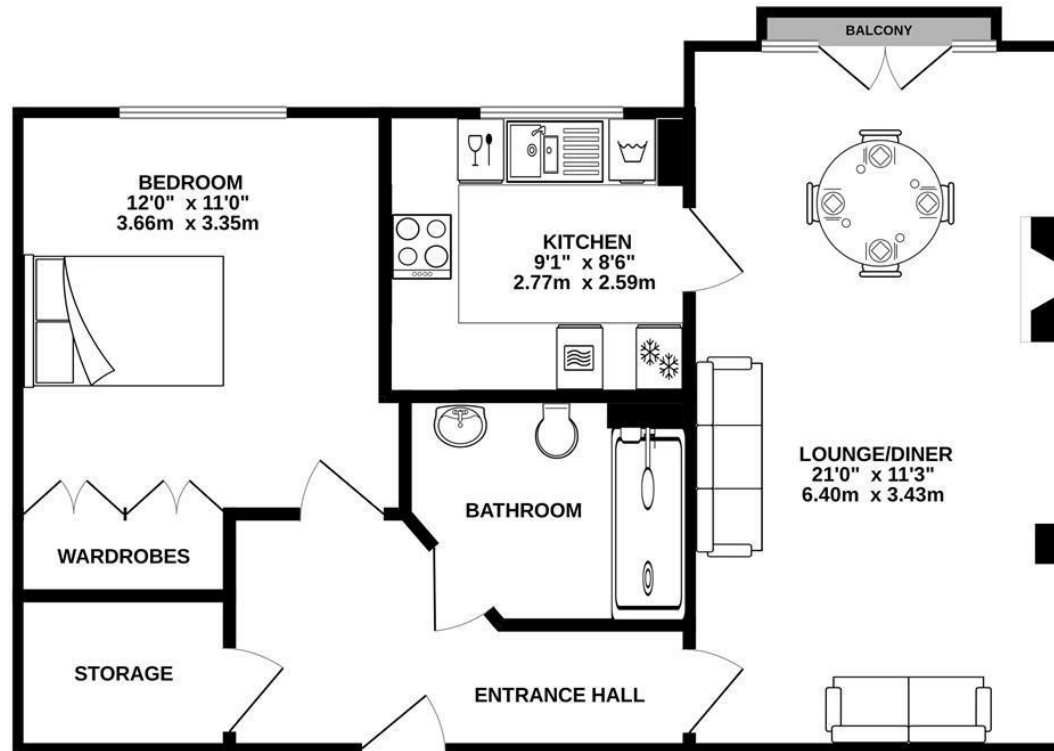 BALCONY
BEDROOM
12'0" x 11'0"
3.66m x 3.35m
KITCHEN
9'1" x 8'6"
2.77m x 2.59m
LOUNGE/DINER
21'0" x 11'3"
6.40m x 3.43m
BATHROOM
WARDROBES
STORAGE
ENTRANCE HALL